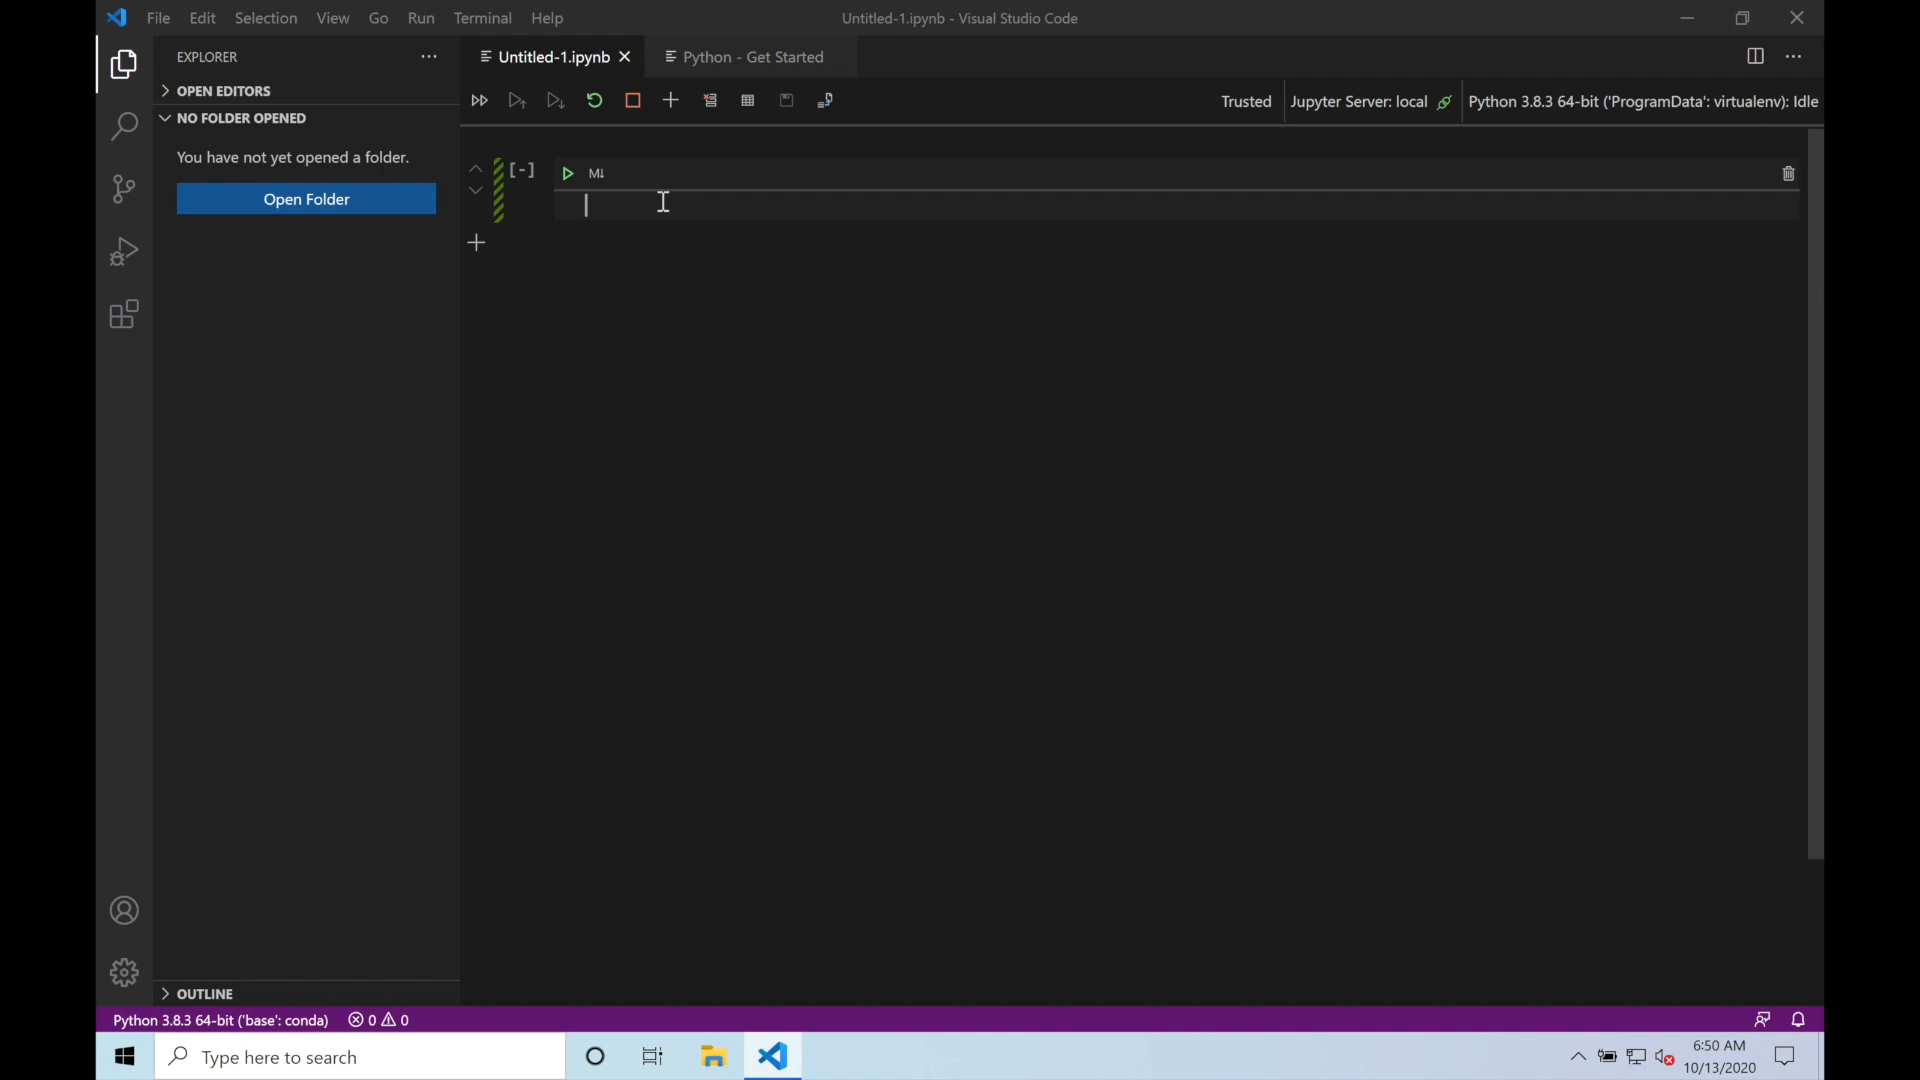 File Edit Selection View Go Run Terminal Help
Untitled-1.ipynb - Visual Studio Code
EXPLORER
OPEN EDITORS
NO FOLDER OPENED
You have not yet opened a folder.
Open Folder
OUTLINE
Untitled-1.ipynb
Python - Get Started
Trusted
Jupyter Server: local
Python 3.8.3 64-bit ('ProgramData': virtualenv): Idle
[-]
M↓
Python 3.8.3 64-bit ('base': conda)
0
0
Type here to search
6:50 AM
10/13/2020